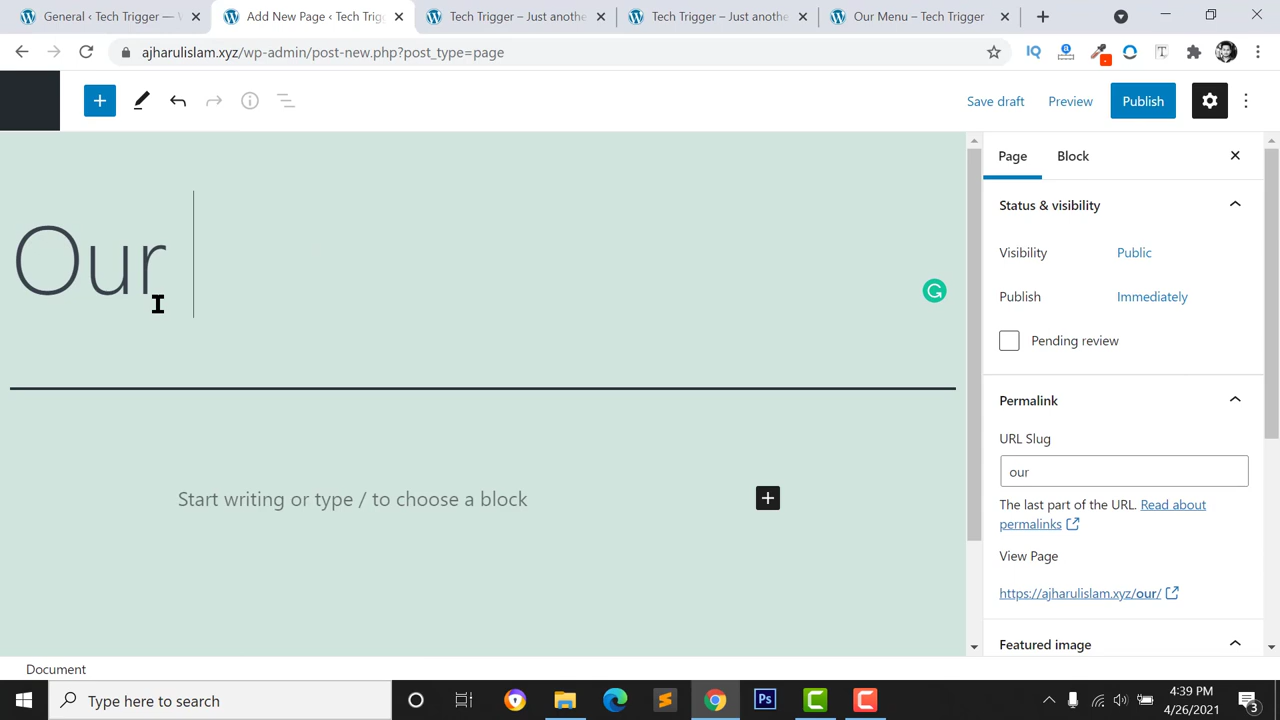 General < Tech Trigger — W
Add New Page < Tech Trigg
Tech Trigger – Just anothe
Tech Trigger – Just anothe
Our Menu – Tech Trigger
ajharulislam.xyz/wp-admin/post-new.php?post_type=page
Save draft
Preview
Publish
Our
Page
Block
Status & visibility
Visibility
Public
Publish
Immediately
Pending review
Permalink
URL Slug
our
The last part of the URL. Read about
permalinks
View Page
https://ajharulislam.xyz/our/
Featured image
Start writing or type / to choose a block
Document
Type here to search
4:39 PM
4/26/2021
3